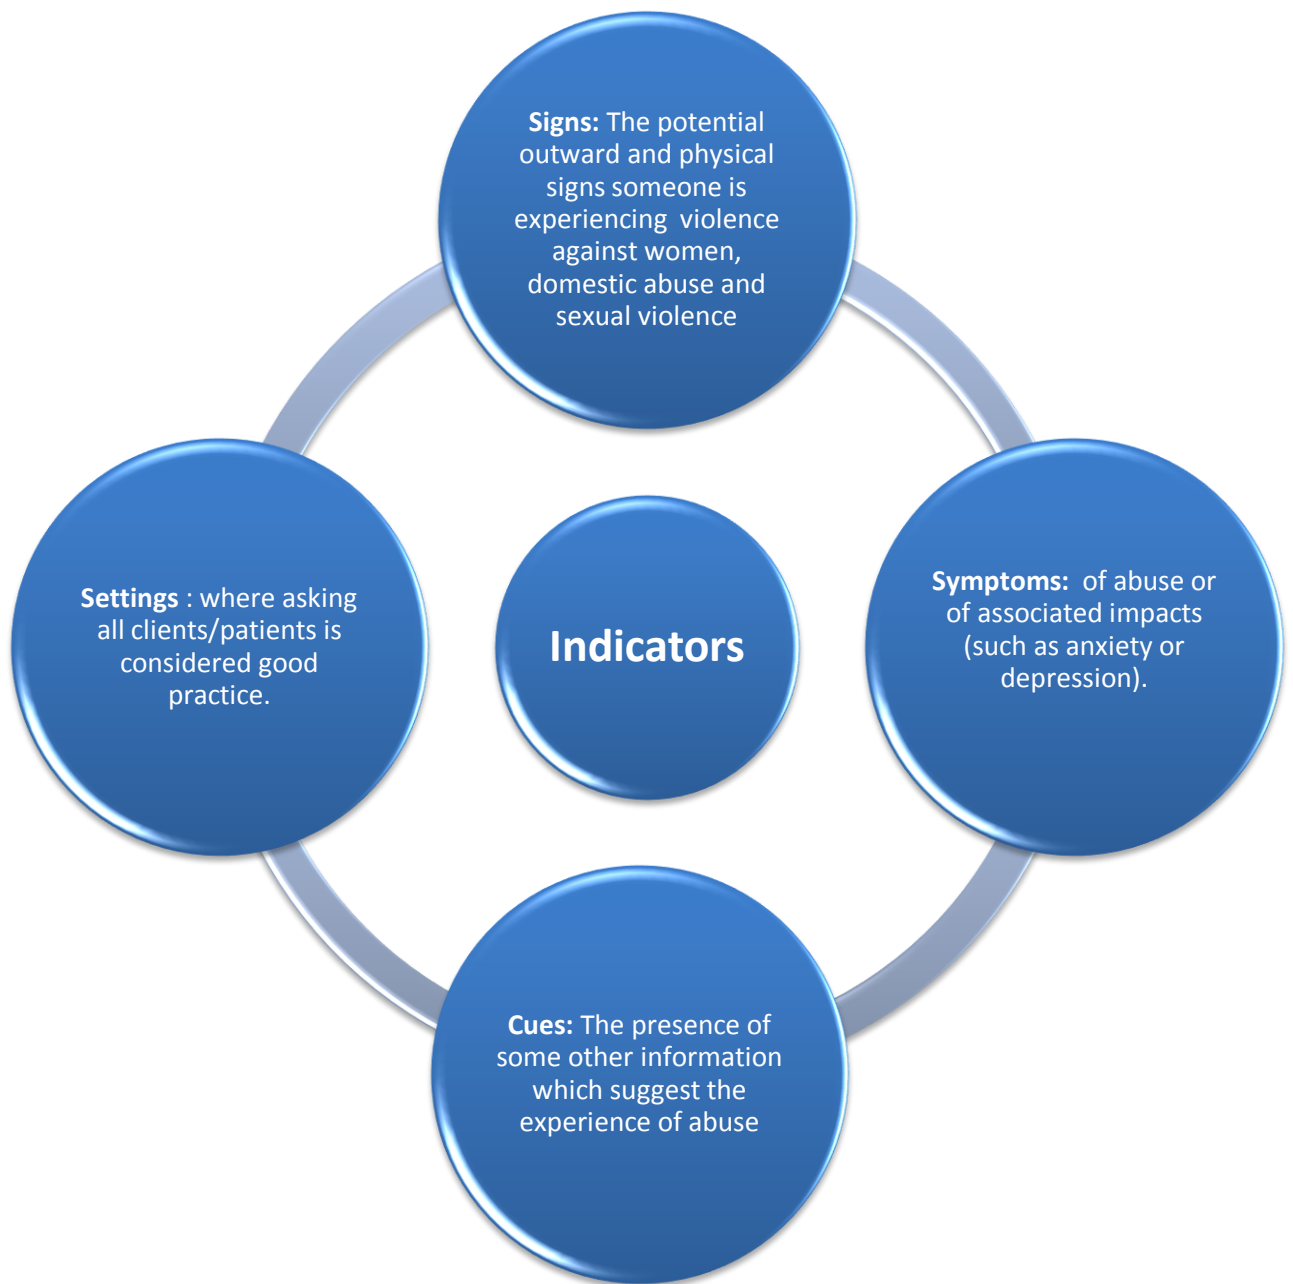 Signs: The potential
outward and physical
signs someone is
experiencing  violence
against women,
domestic abuse and
sexual violence
Settings : where asking
all clients/patients is
considered good
practice.
Indicators
Symptoms:  of abuse or
of associated impacts
(such as anxiety or
depression).
Cues: The presence of
some other information
which suggest the
experience of abuse